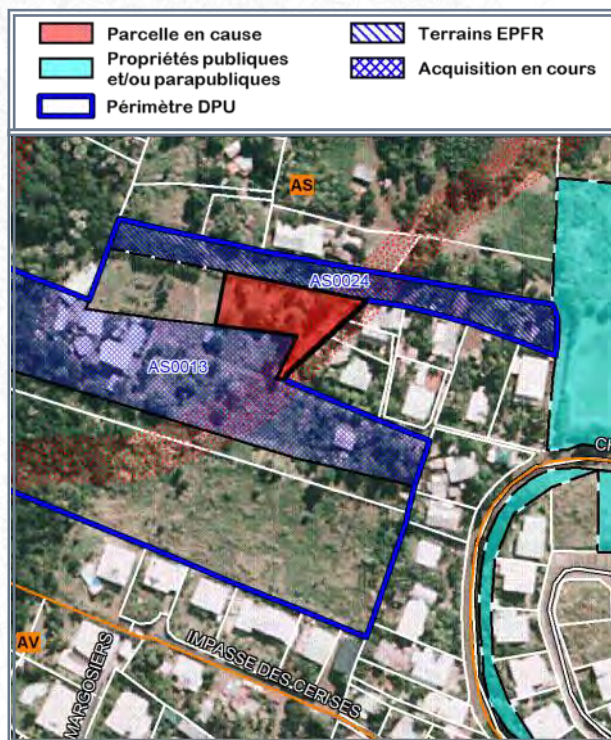 Parcelle en cause
Terrains EPFR
Propriétés publiques
et/ou parapubliques
Acquisition en cours
Périmètre DPU
AS
AS0024
AS0013
CH
AV
MARGOSIERS
IMPASSE DES CERISES